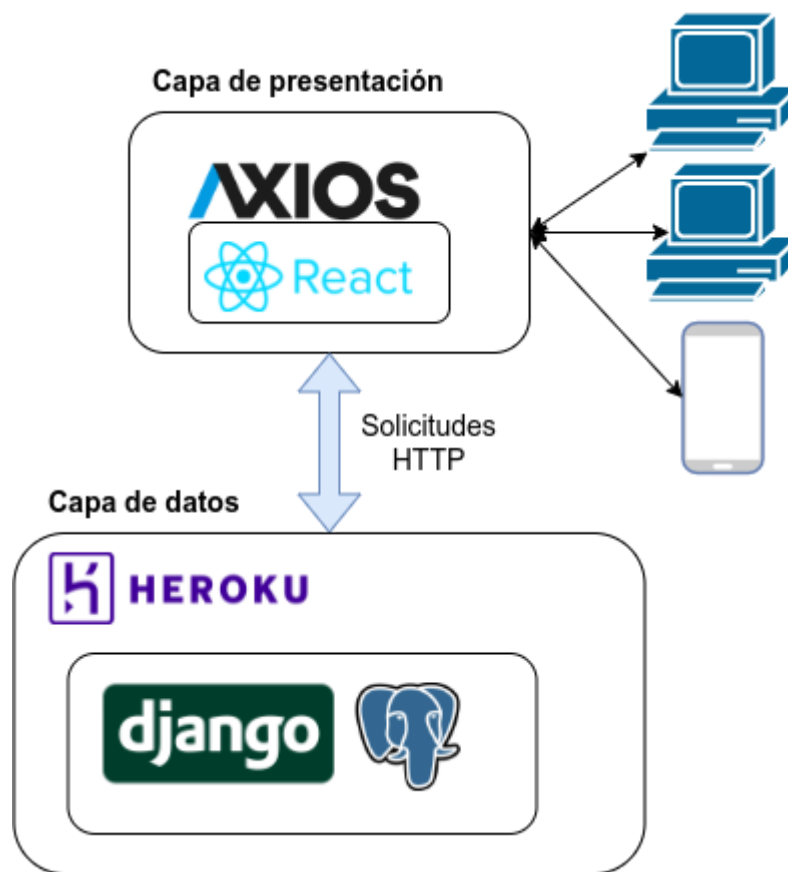 Capa de presentación
AXIOS
React
Solicitudes
HTTP
Capa de datos
HEROKU
django